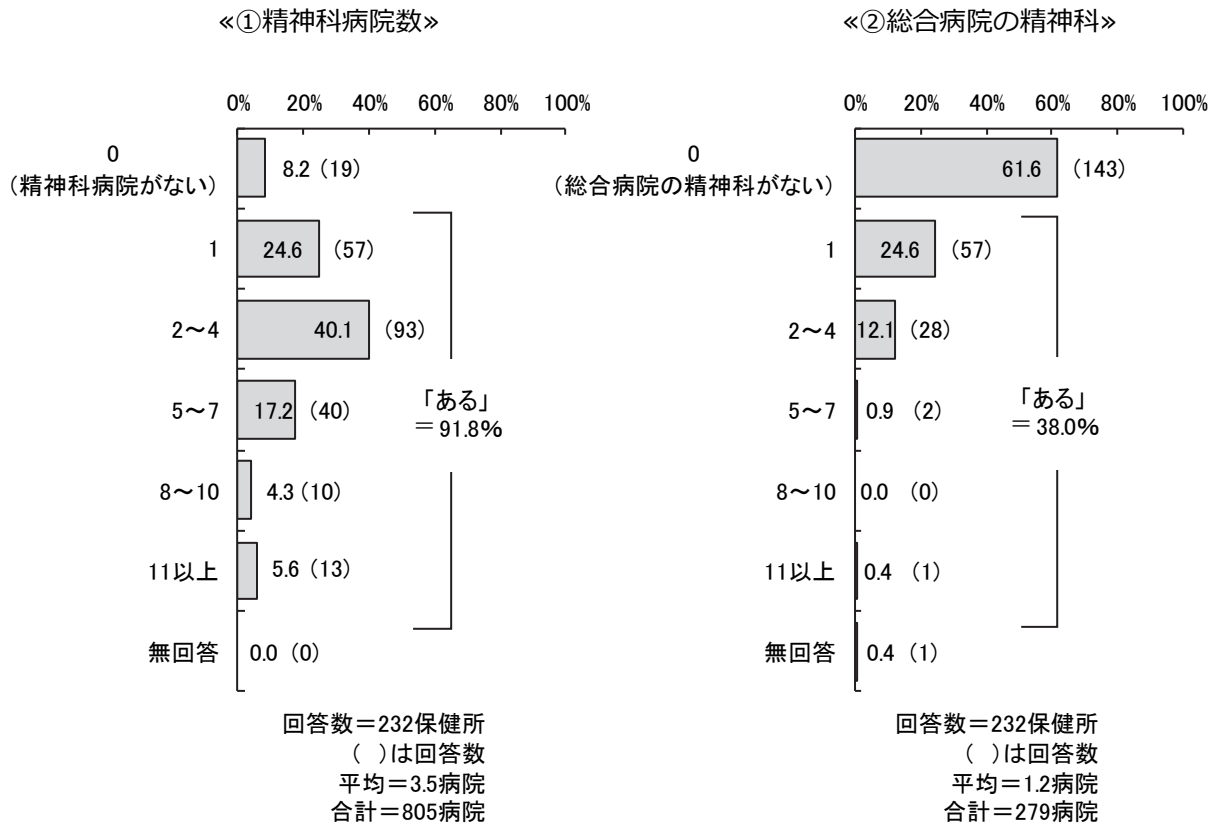 ≪①精神科病院数≫
0% 20% 40% 60% 80% 100%
0
（精神科病院がない）
8.2（19）
1
24.6（57）
2～4
40.1（93）
5～7
17.2（40）
8～10
4.3（10）
11以上
5.6（13）
無回答
0.0（0）
「ある」
＝91.8%
回答数＝232保健所
（　）は回答数
平均＝3.5病院
合計＝805病院
≪②総合病院の精神科≫
0% 20% 40% 60% 80% 100%
0
（総合病院の精神科がない）
61.6（143）
1
24.6（57）
2～4
12.1（28）
5～7
0.9（2）
8～10
0.0（0）
11以上
0.4（1）
無回答
0.4（1）
「ある」
＝38.0%
回答数＝232保健所
（　）は回答数
平均＝1.2病院
合計＝279病院